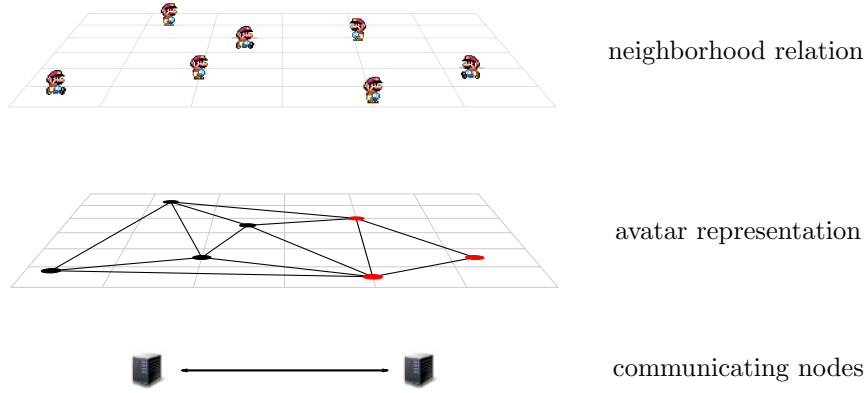 neighborhood relation
avatar representation
communicating nodes